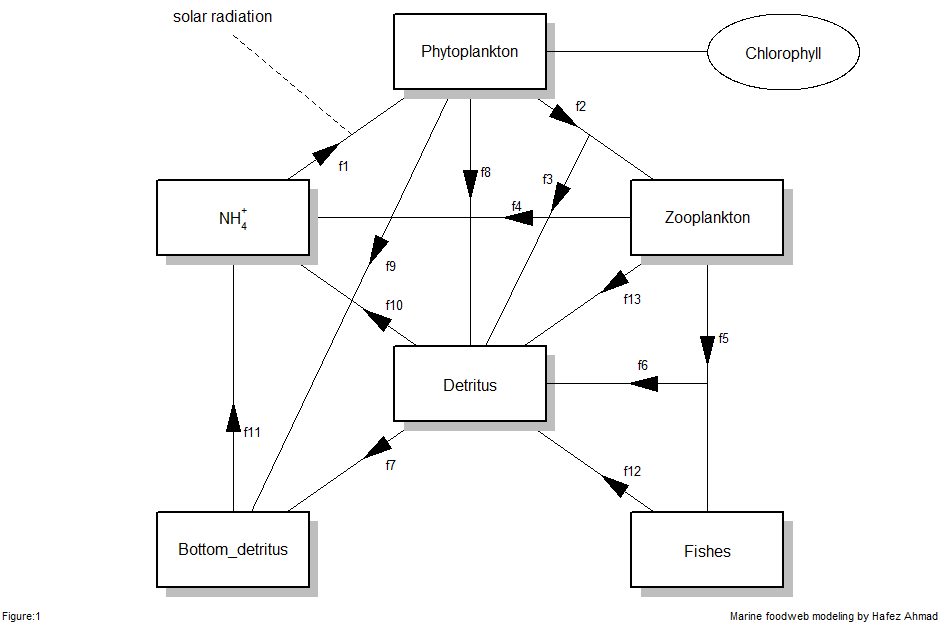 solar radiation
Phytoplankton
Chlorophyll
f2
f1
f8
f3
NH4+
f4
Zooplankton
f9
f10
f13
f5
f6
Detritus
f11
f7
f12
Bottom_detritus
Fishes
Figure:1
Marine foodweb modeling by Hafez Ahmad